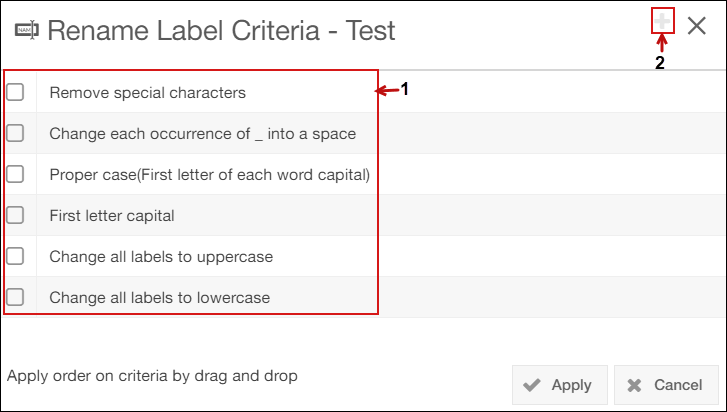 NAM Rename Label Criteria - Test
2
1
Remove special characters
Change each occurrence of _ into a space
Proper case(First letter of each word capital)
First letter capital
Change all labels to uppercase
Change all labels to lowercase
Apply order on criteria by drag and drop
Apply
Cancel